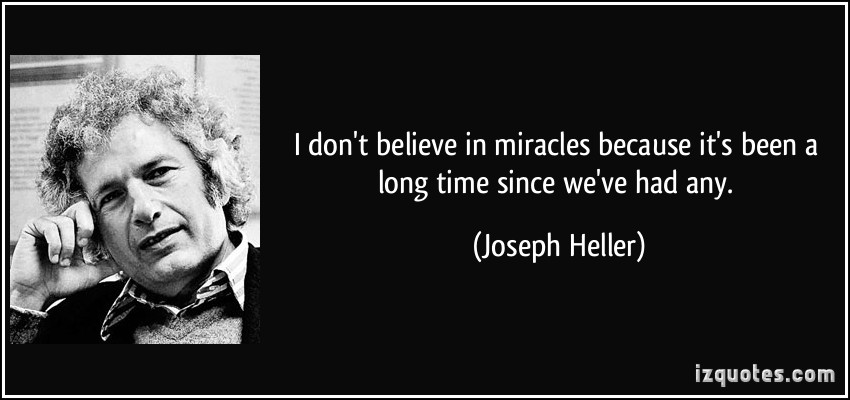 I don't believe in miracles because it's been a
long time since we've had any.
(Joseph Heller)
izquotes.com